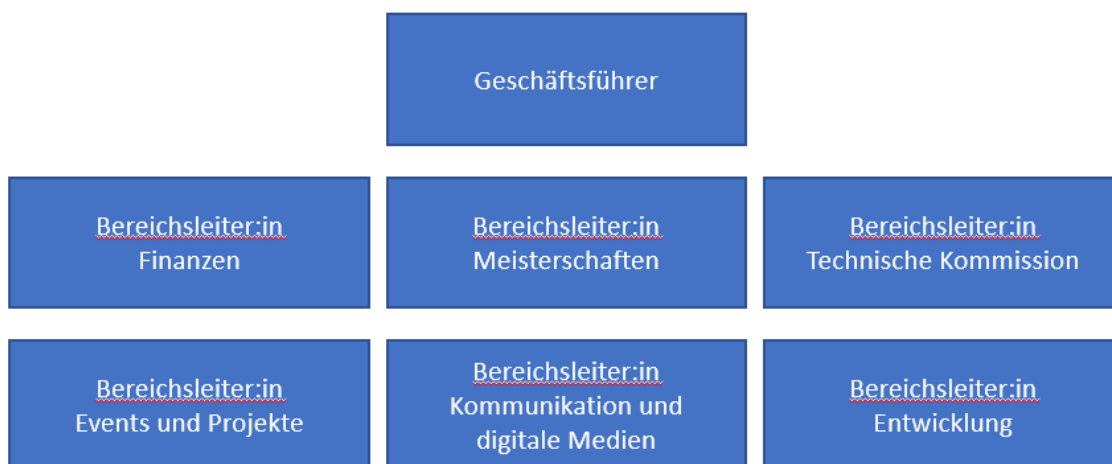 Geschäftsführer
Bereichsleiter:in
Finanzen
Bereichsleiter:in
Meisterschaften
Bereichsleiter:in
Technische Kommission
Bereichsleiter:in
Events und Projekte
Bereichsleiter:in
Kommunikation und
digitale Medien
Bereichsleiter:in
Entwicklung